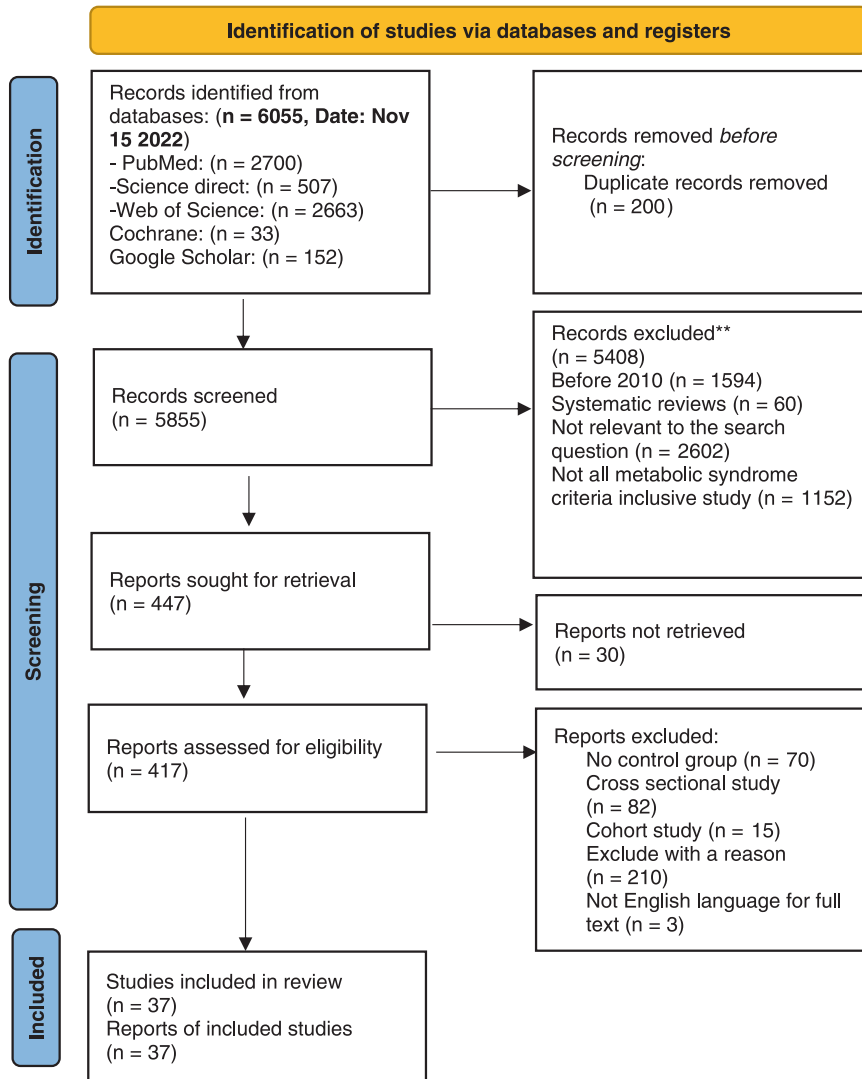 Identification of studies via databases and registers
Identification
Records identified from
databases: (n = 6055, Date: Nov
15 2022)
- PubMed: (n = 2700)
-Science direct: (n = 507)
-Web of Science: (n = 2663)
Cochrane: (n = 33)
Google Scholar: (n = 152)
Records removed before
screening:
Duplicate records removed
(n = 200)
Screening
Records screened
(n = 5855)
Records excluded**
(n = 5408)
Before 2010 (n = 1594)
Systematic reviews (n = 60)
Not relevant to the search
question (n = 2602)
Not all metabolic syndrome
criteria inclusive study (n = 1152)
Reports sought for retrieval
(n = 447)
Reports not retrieved
(n = 30)
Reports assessed for eligibility
(n = 417)
Reports excluded:
No control group (n = 70)
Cross sectional study
(n = 82)
Cohort study (n = 15)
Exclude with a reason
(n = 210)
Not English language for full
text (n = 3)
Included
Studies included in review
(n = 37)
Reports of included studies
(n = 37)